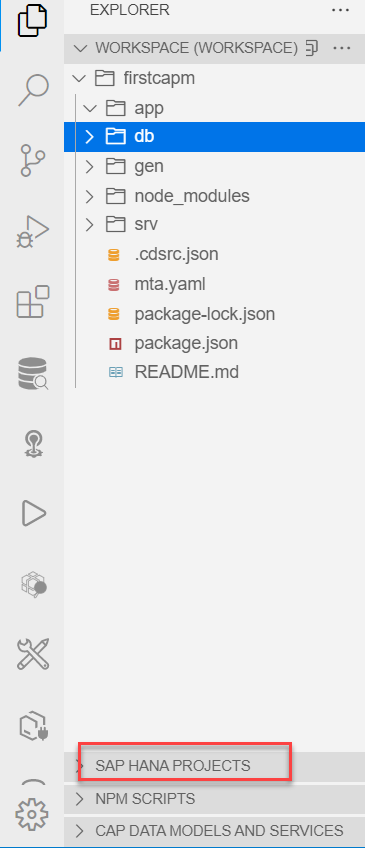 EXPLORER
WORKSPACE (WORKSPACE)
firstcapm
app
db
gen
node_modules
srv
.cdsrc.json
mta.yaml
package-lock.json
package.json
README.md
SAP HANA PROJECTS
NPM SCRIPTS
CAP DATA MODELS AND SERVICES